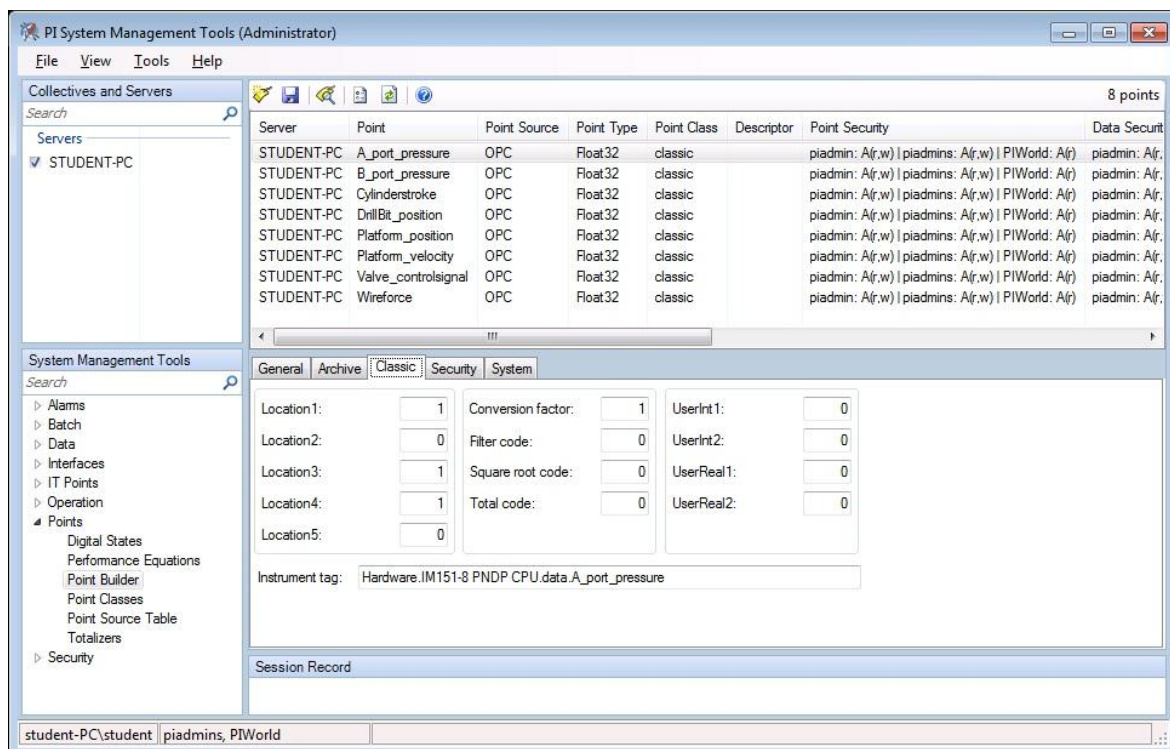 PI System Management Tools (Administrator)
File View Tools Help
Collectives and Servers
Search
Servers
STUDENT-PC
8 points
Server Point Point Source Point Type Point Class Descriptor Point Security Data Securit
STUDENT-PC A_port_pressure OPC Float32 classic piadmin: A(r,w) | piadmins: A(r,w) | PIWorld: A(r) piadmin: A(r,
STUDENT-PC B_port_pressure OPC Float32 classic piadmin: A(r,w) | piadmins: A(r,w) | PIWorld: A(r) piadmin: A(r,
STUDENT-PC Cylinderstroke OPC Float32 classic piadmin: A(r,w) | piadmins: A(r,w) | PIWorld: A(r) piadmin: A(r,
STUDENT-PC DrillBit_position OPC Float32 classic piadmin: A(r,w) | piadmins: A(r,w) | PIWorld: A(r) piadmin: A(r,
STUDENT-PC Platform_position OPC Float32 classic piadmin: A(r,w) | piadmins: A(r,w) | PIWorld: A(r) piadmin: A(r,
STUDENT-PC Platform_velocity OPC Float32 classic piadmin: A(r,w) | piadmins: A(r,w) | PIWorld: A(r) piadmin: A(r,
STUDENT-PC Valve_controlsignal OPC Float32 classic piadmin: A(r,w) | piadmins: A(r,w) | PIWorld: A(r) piadmin: A(r,
STUDENT-PC Wireforce OPC Float32 classic piadmin: A(r,w) | piadmins: A(r,w) | PIWorld: A(r) piadmin: A(r,
System Management Tools
Search
Alarms
Batch
Data
Interfaces
IT Points
Operation
Points
Digital States
Performance Equations
Point Builder
Point Classes
Point Source Table
Totalizers
Security
General Archive Classic Security System
Location1: 1 Conversion factor: 1 UserInt1: 0
Location2: 0 Filter code: 0 UserInt2: 0
Location3: 1 Square root code: 0 UserReal1: 0
Location4: 1 Total code: 0 UserReal2: 0
Location5: 0
Instrument tag: Hardware.IM151-8 PNDP CPU.data.A_port_pressure
Session Record
student-PC\student piadmins, PIWorld